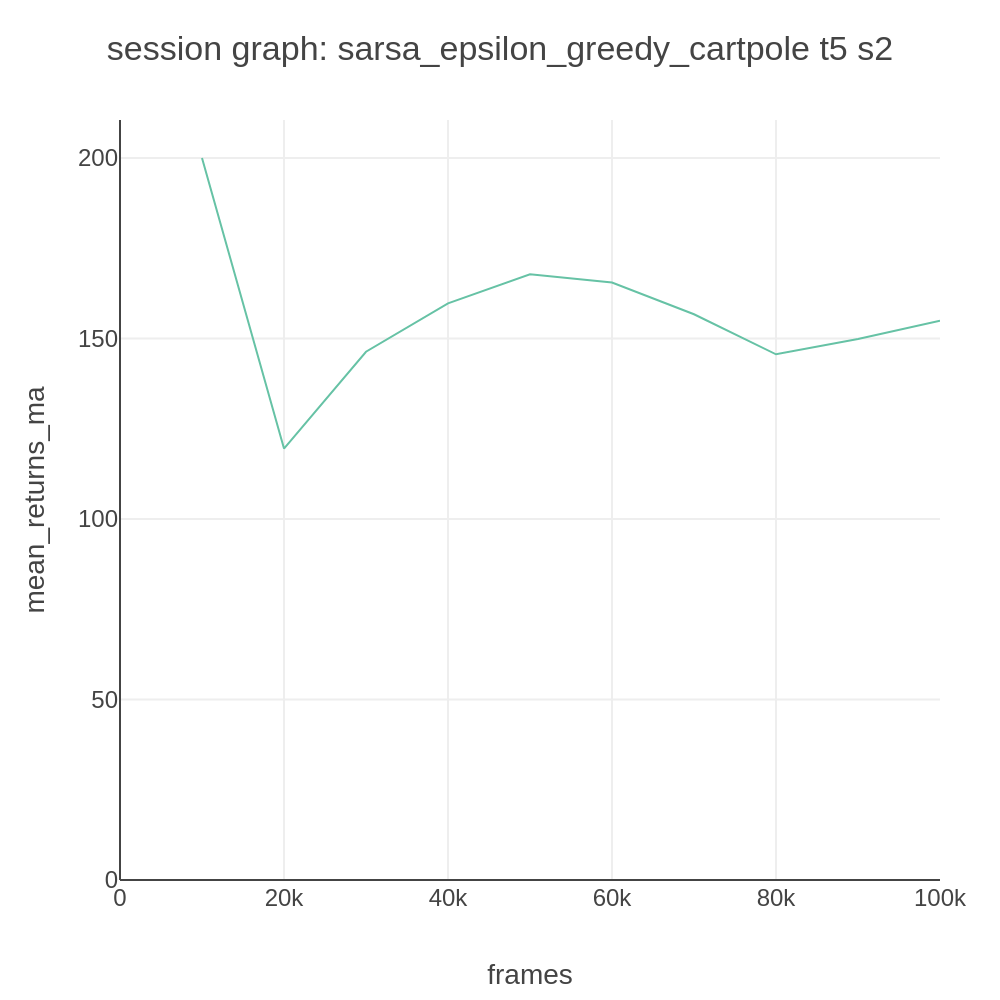 session graph: sarsa_epsilon_greedy_cartpole t5 s2
mean_returns_ma
200
150
100
50
0
0 20k 40k 60k 80k 100k
frames